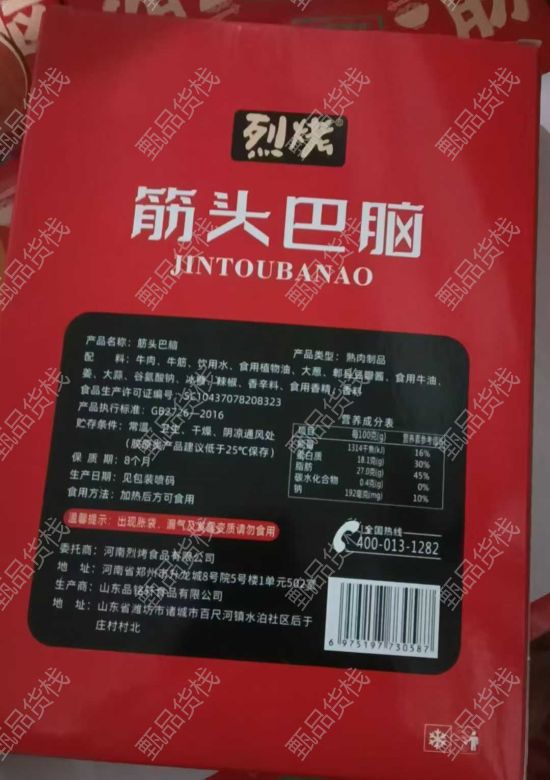 烈烤®
筋头巴脑
JINTOUBANAO
产品名称：筋头巴脑
产品类型：熟肉制品
配 料：牛肉、牛筋、饮用水、食用植物油、大葱、郫县豆瓣酱、食用牛油、
姜、大蒜、谷氨酸钠、冰糖、辣椒、香辛料、食用香精/香料
食品生产许可证编号：SC10437078208323
产品执行标准：GB2726-2016
贮存条件：常温、卫生、干燥、阴凉通风处
（胶原类产品建议低于25℃保存）
保 质 期：8个月
生产日期：见包装喷码
食用方法：加热后方可食用
营养成分表
项目 每100克(g) 营养素参考值%
能量 1314千焦(kJ) 16%
蛋白质 18.1克(g) 30%
脂肪 27.0克(g) 45%
碳水化合物 0.4克(g) 0%
钠 192毫克(mg) 10%
温馨提示：出现胀袋、漏气及腐腐变质请勿食用
全国热线
400-013-1282
委托商：河南烈烤食品有限公司
地 址：河南省郑州市升龙城8号院5号楼1单元502室
生产商：山东品铭轩食品有限公司
地 址：山东省潍坊市诸城市百尺河镇水泊社区后于
庄村村北
6 975197 730587
甄品货栈